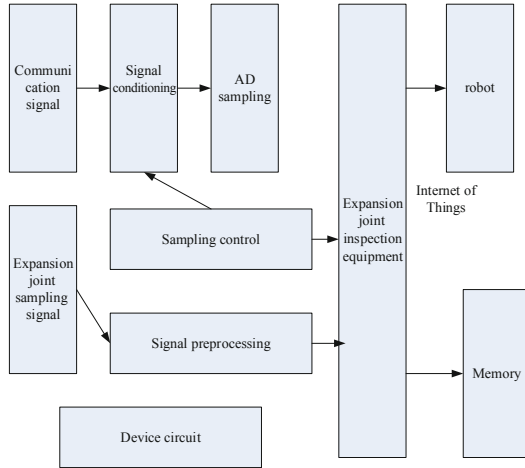 Communi
cation
signal
Signal
conditioning
AD
sampling
robot
Internet of
Things
Sampling control
Expansion
joint
inspection
equipment
Expansion
joint
sampling
signal
Signal preprocessing
Memory
Device circuit